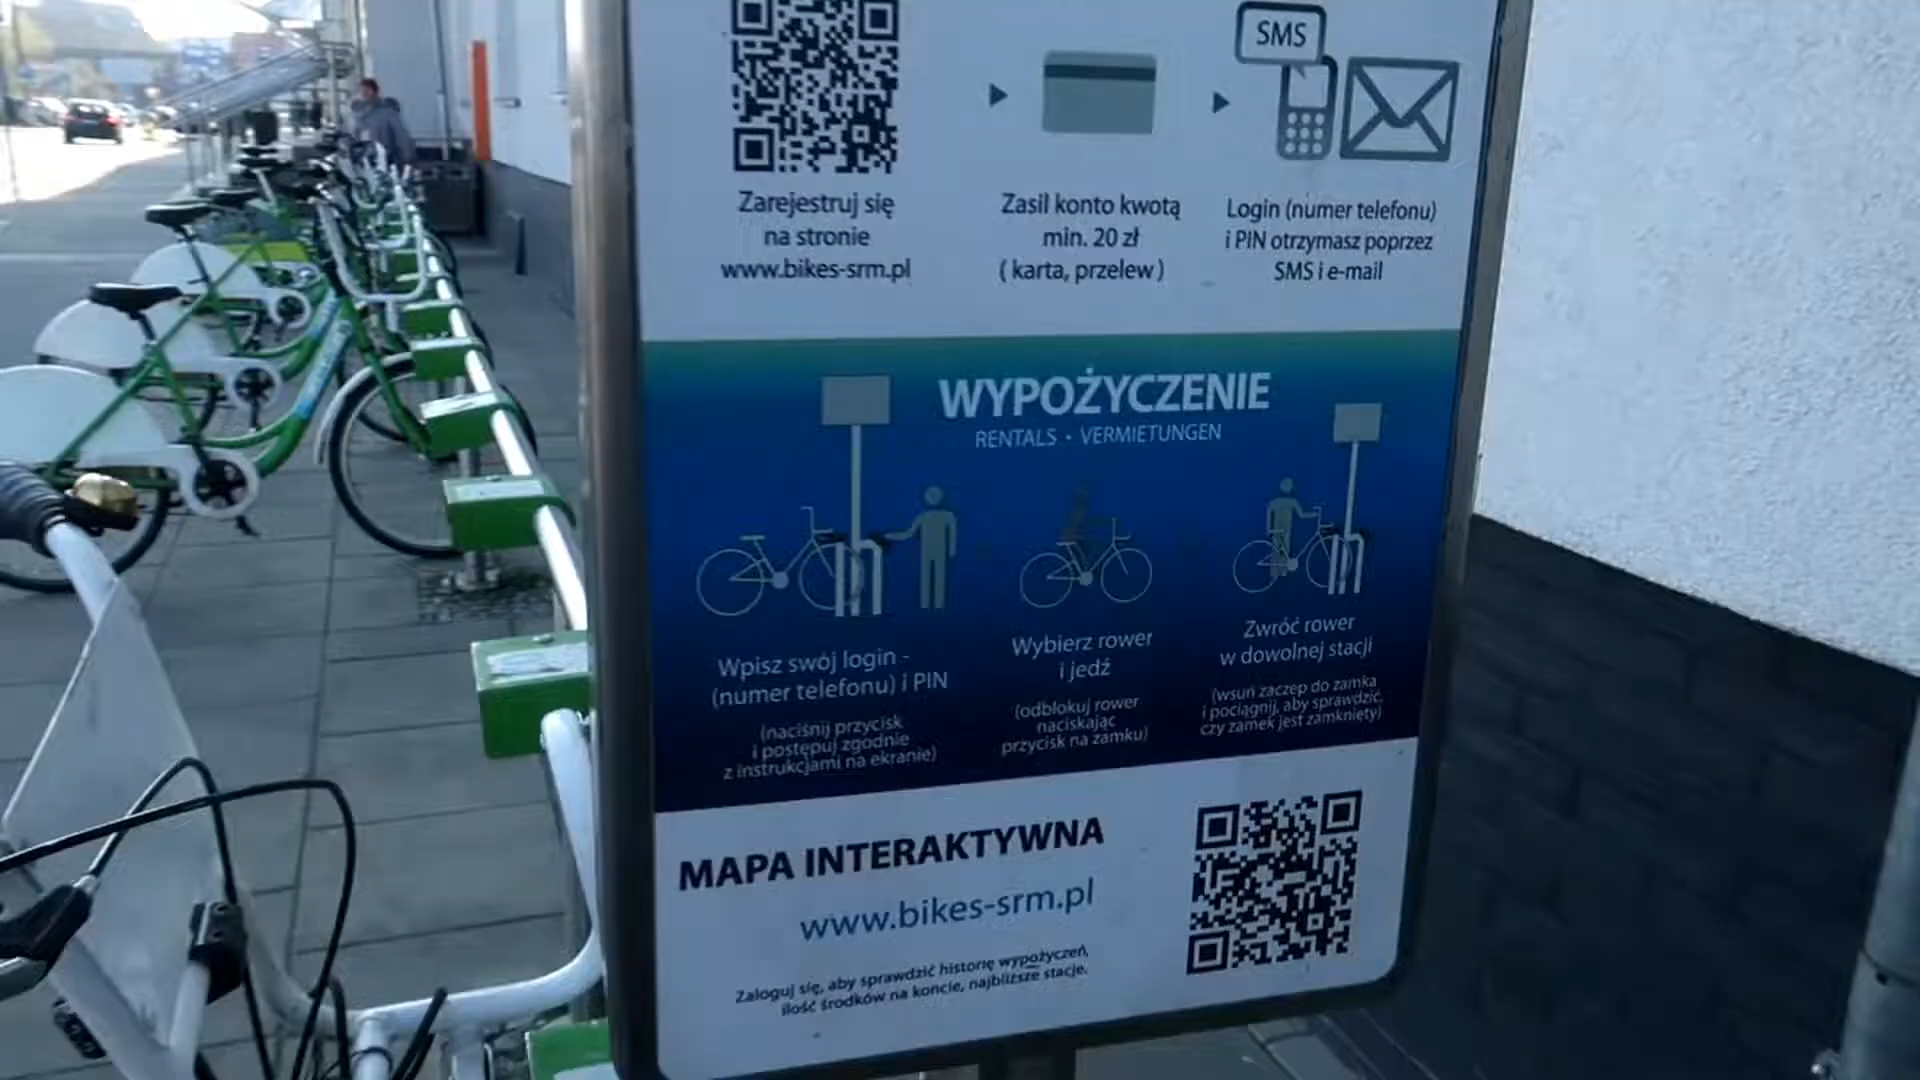 SMS
Zarejestruj się
na stronie
www.bikes-srm.pl
Zasil konto kwotą
min. 20 zł
( karta, przelew )
Login (numer telefonu)
i PIN otrzymasz poprzez
SMS i e-mail
WYPOŻYCZENIE
RENTALS • VERMIETUNGEN
Wpisz swój login -
(numer telefonu) i PIN
(naciśnij przycisk
i postępuj zgodnie
z instrukcjami na ekranie)
Wybierz rower
i jedź
(odblokuj rower
naciskając
przycisk na zamku)
Zwróć rower
w dowolnej stacji
(wsuń zaczep do zamka
i pociągnij, aby sprawdzić,
czy zamek jest zamknięty)
MAPA INTERAKTYWNA
www.bikes-srm.pl
Zaloguj się, aby sprawdzić historię wypożyczeń,
ilość środków na koncie, najbliższe stacje.